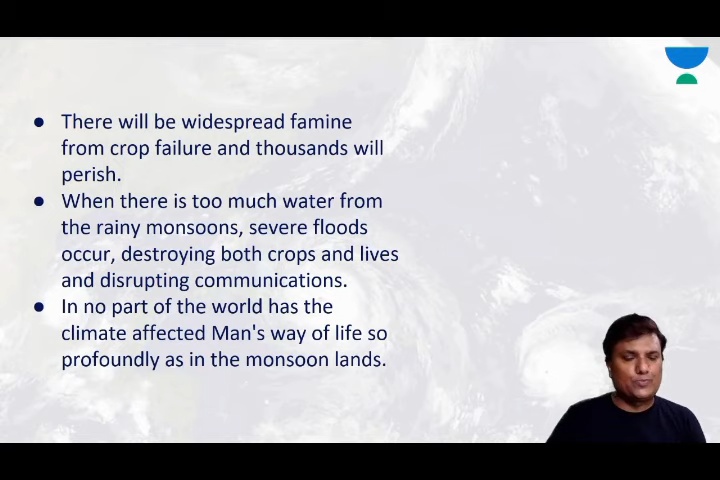 ● There will be widespread famine
from crop failure and thousands will
perish.
● When there is too much water from
the rainy monsoons, severe floods
occur, destroying both crops and lives
and disrupting communications.
● In no part of the world has the
climate affected Man's way of life so
profoundly as in the monsoon lands.